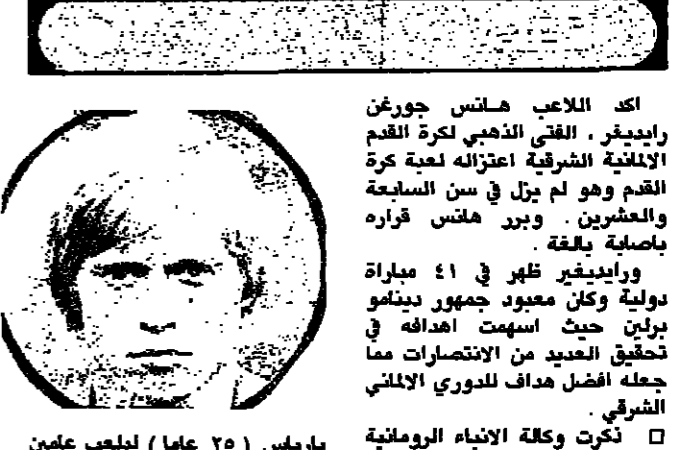 اكد اللاعب هانس جورغن
رايديغر ، الفتى الذهبي لكرة القدم
الالمانية الشرقية اعتزاله لعبة كرة
القدم وهو لم يزل في سن السابعة
والعشرين . وبرر هانس قراره
باصابة بالغة .
ورايديغير ظهر في ٤١ مباراة
دولية وكان معبود جمهور دينامو
برلين حيث اسهمت اهدافه في
تحقيق العديد من الانتصارات مما
جعله افضل هداف للدوري الالماني
الشرقي .
□ ذكرت وكالة الانباء الرومانية
بارباس ( ٢٥ عاما ) ليلعب عامين